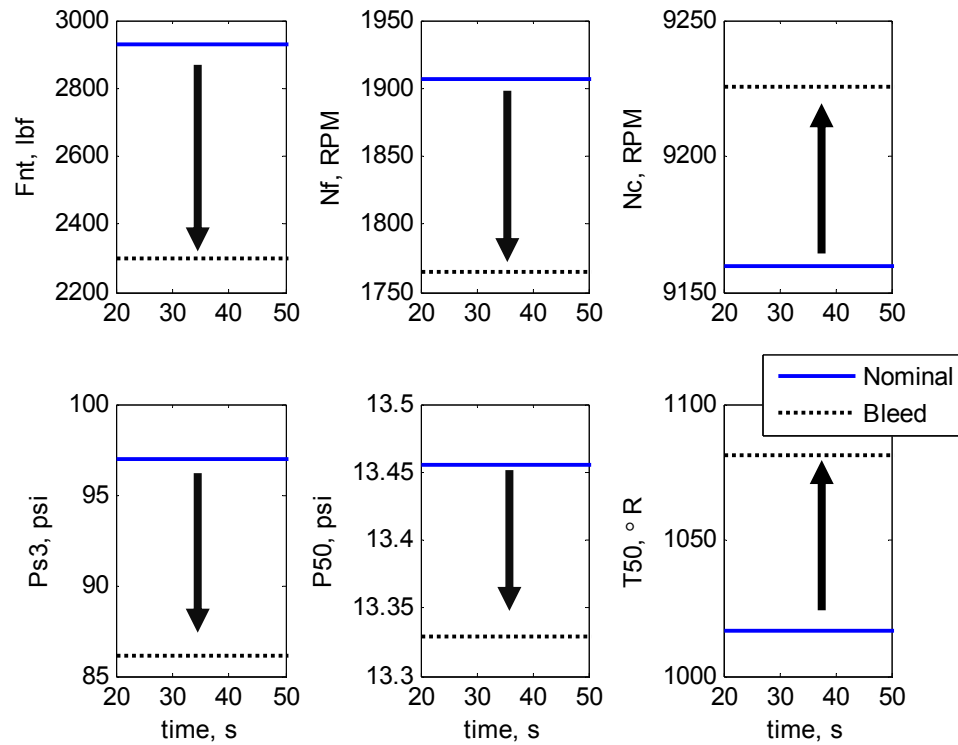 3000
2800
2600
2400
2200
20 30 40 50
Fnt, lbf
1950
1900
1850
1800
1750
20 30 40 50
Nf, RPM
9250
9200
9150
20 30 40 50
Nc, RPM
Nominal
Bleed
100
95
90
85
20 30 40 50
Ps3, psi
time, s
13.5
13.45
13.4
13.35
13.3
20 30 40 50
P50, psi
time, s
1100
1050
1000
20 30 40 50
T50, ° R
time, s